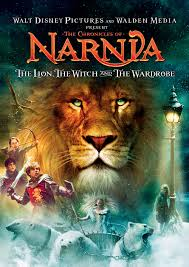 WALT DISNEY PICTURES AND WALDEN MEDIA
PRESENT
THE CHRONICLES OF
NARNIA
THE LION, THE WITCH AND THE WARDROBE